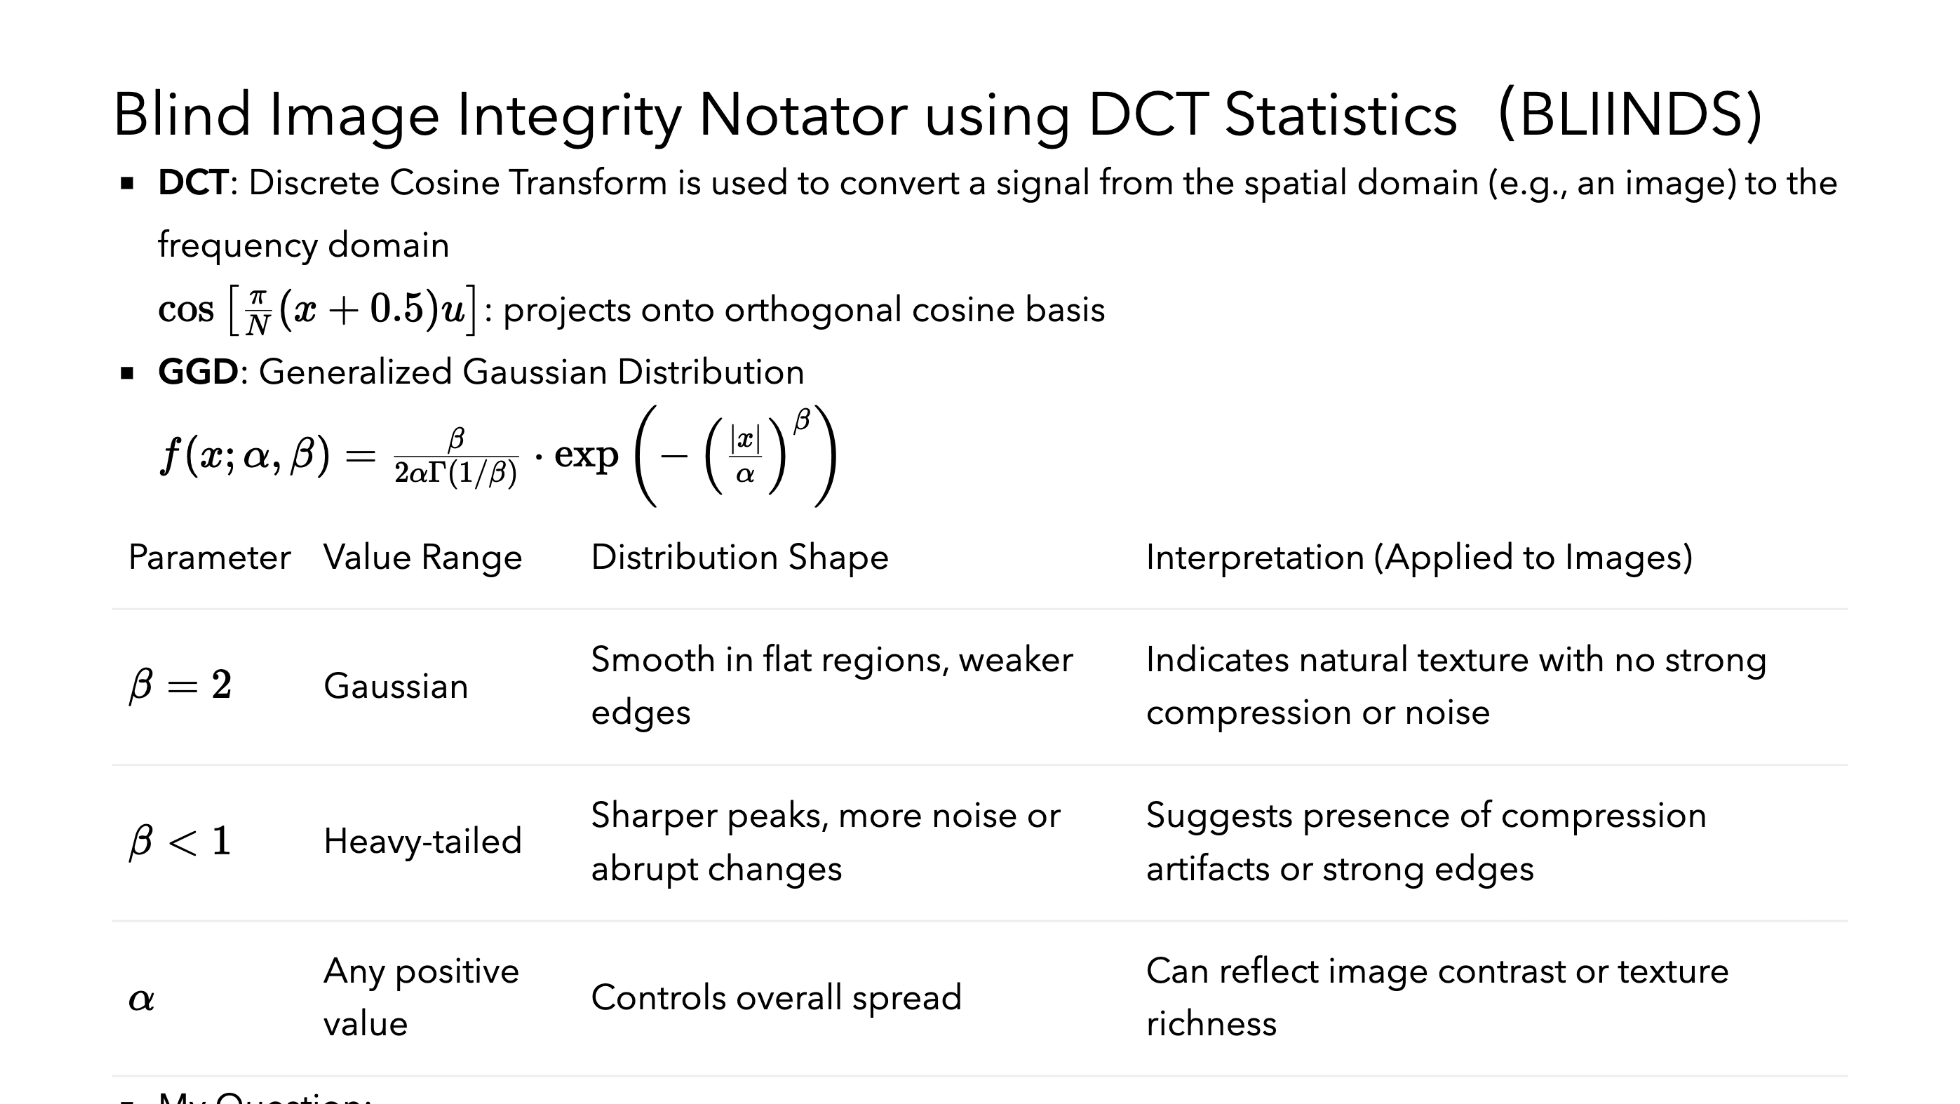 Blind Image Integrity Notator using DCT Statistics（BLIINDS）
▪ DCT: Discrete Cosine Transform is used to convert a signal from the spatial domain (e.g., an image) to the
frequency domain
cos [π/N (x + 0.5)u]: projects onto orthogonal cosine basis
▪ GGD: Generalized Gaussian Distribution
f(x; α, β) = β/(2αΓ(1/β)) · exp(−(|x|/α)^β)
Parameter Value Range Distribution Shape Interpretation (Applied to Images)
β = 2 Gaussian Smooth in flat regions, weaker edges Indicates natural texture with no strong compression or noise
β < 1 Heavy-tailed Sharper peaks, more noise or abrupt changes Suggests presence of compression artifacts or strong edges
α Any positive value Controls overall spread Can reflect image contrast or texture richness
▪ My Question: